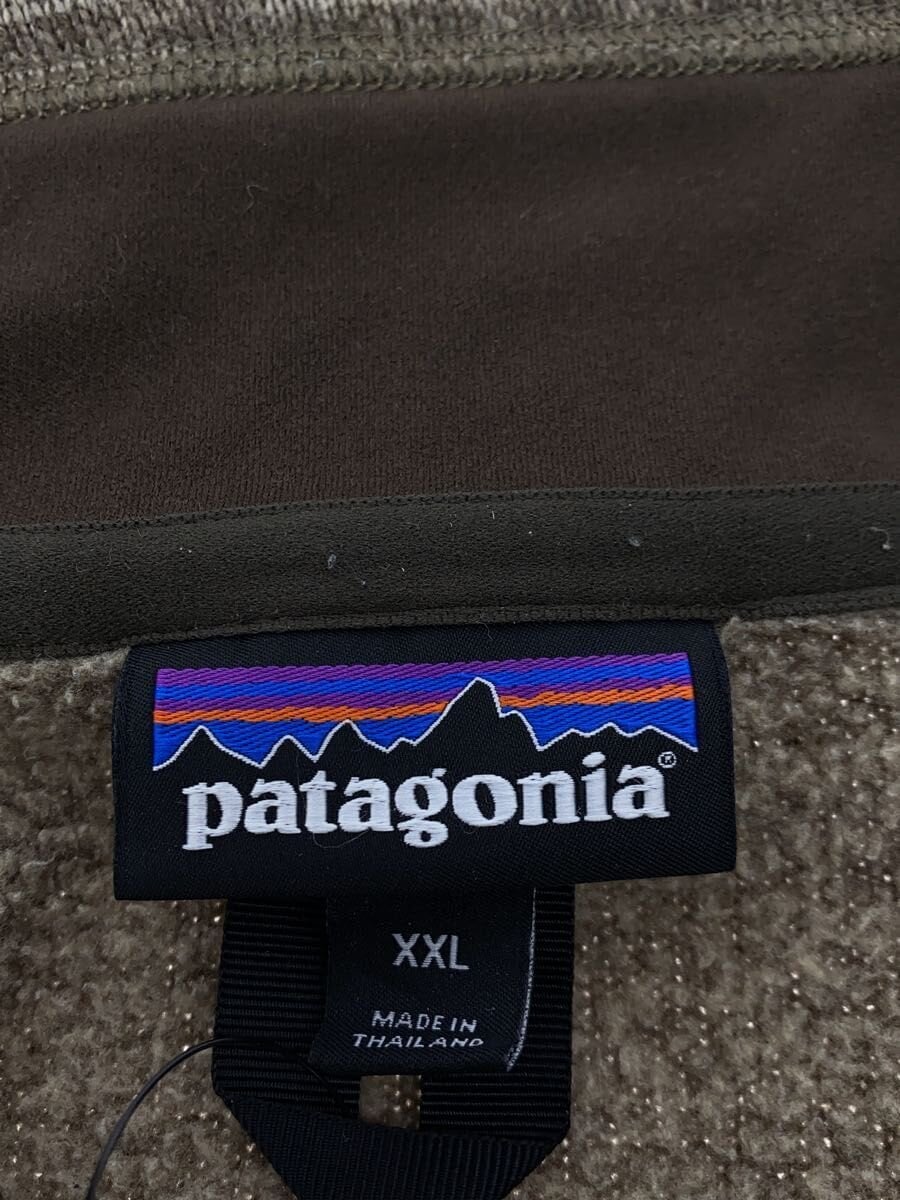 patagonia®
XXL
MADE IN
THAILAND